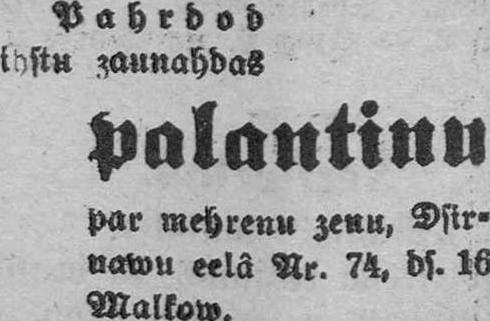 Pahrdod
ihstu zaunahdas
palantinu
par mehrenu zenu, Dsir-
nawu eelâ Nr. 74, ds. 16
Malkow.